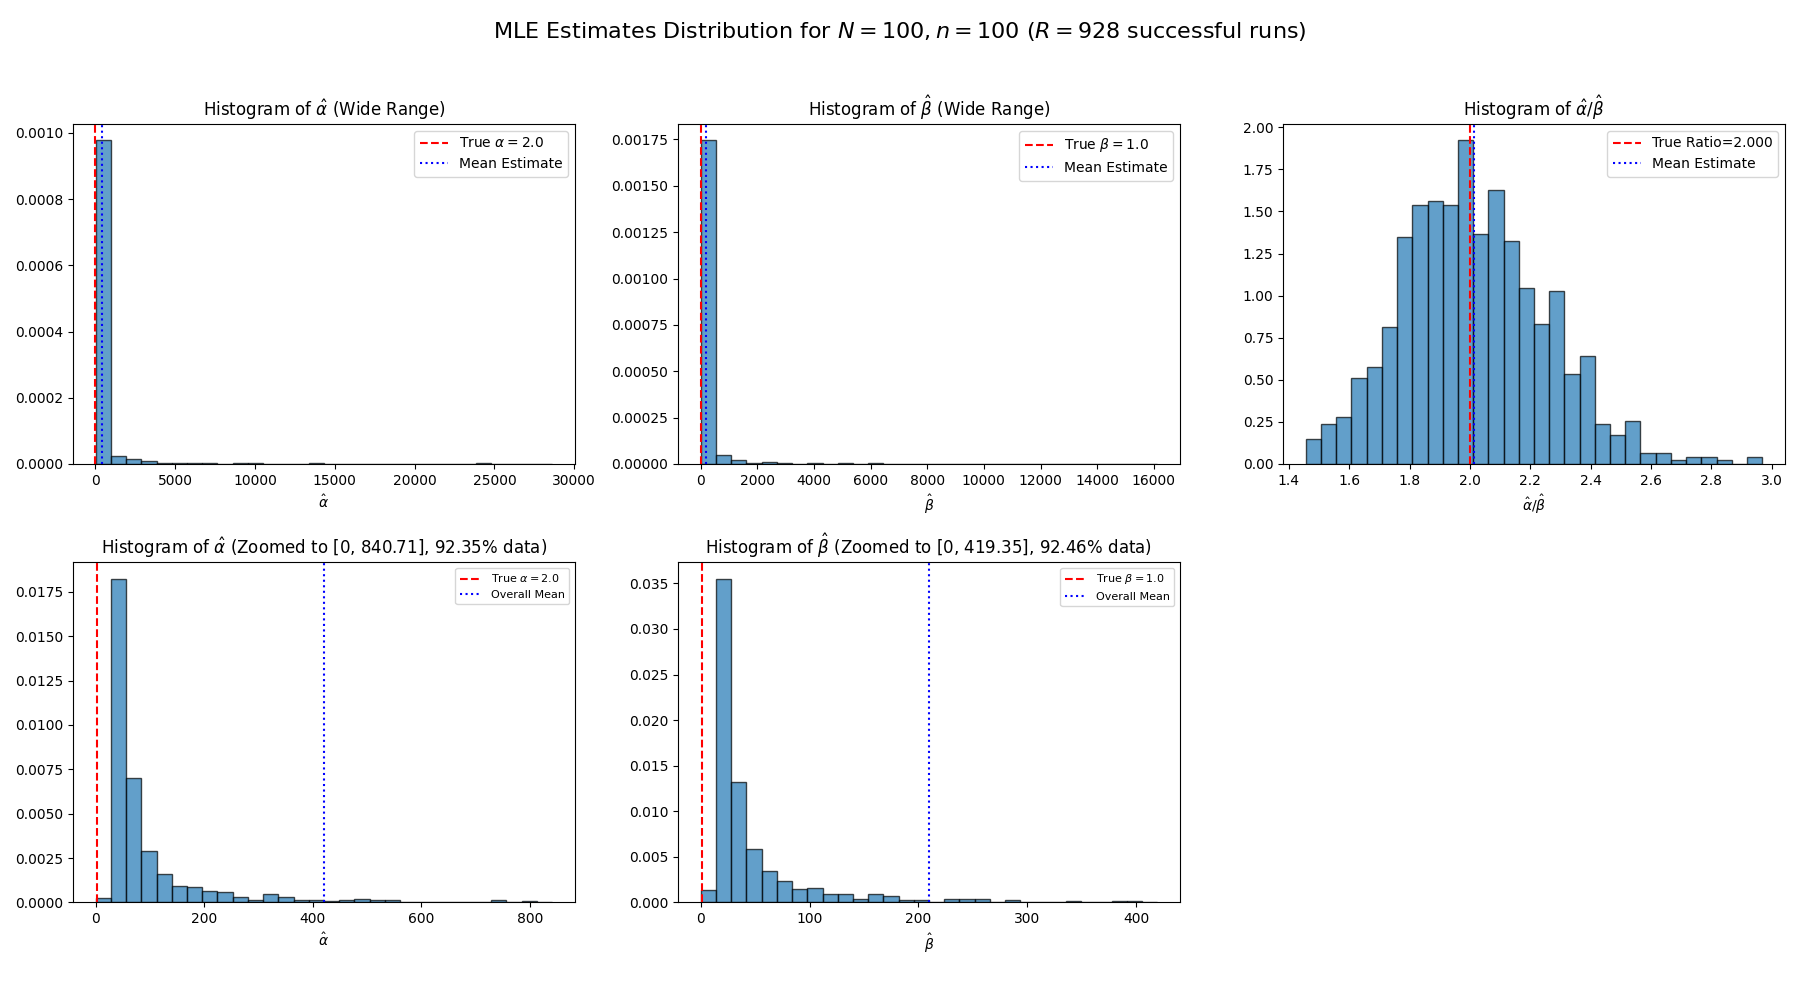 MLE Estimates Distribution for N = 100, n = 100 (R = 928 successful runs)
Histogram of α̂ (Wide Range)
True α = 2.0
Mean Estimate
0.0010
0.0008
0.0006
0.0004
0.0002
0.0000
0 5000 10000 15000 20000 25000 30000
α̂
Histogram of β̂ (Wide Range)
True β = 1.0
Mean Estimate
0.00175
0.00150
0.00125
0.00100
0.00075
0.00050
0.00025
0.00000
0 2000 4000 6000 8000 10000 12000 14000 16000
β̂
Histogram of α̂/β̂
True Ratio=2.000
Mean Estimate
2.00
1.75
1.50
1.25
1.00
0.75
0.50
0.25
0.00
1.4 1.6 1.8 2.0 2.2 2.4 2.6 2.8 3.0
α̂/β̂
Histogram of α̂ (Zoomed to [0, 840.71], 92.35% data)
True α = 2.0
Overall Mean
0.0175
0.0150
0.0125
0.0100
0.0075
0.0050
0.0025
0.0000
0 200 400 600 800
α̂
Histogram of β̂ (Zoomed to [0, 419.35], 92.46% data)
True β = 1.0
Overall Mean
0.035
0.030
0.025
0.020
0.015
0.010
0.005
0.000
0 100 200 300 400
β̂